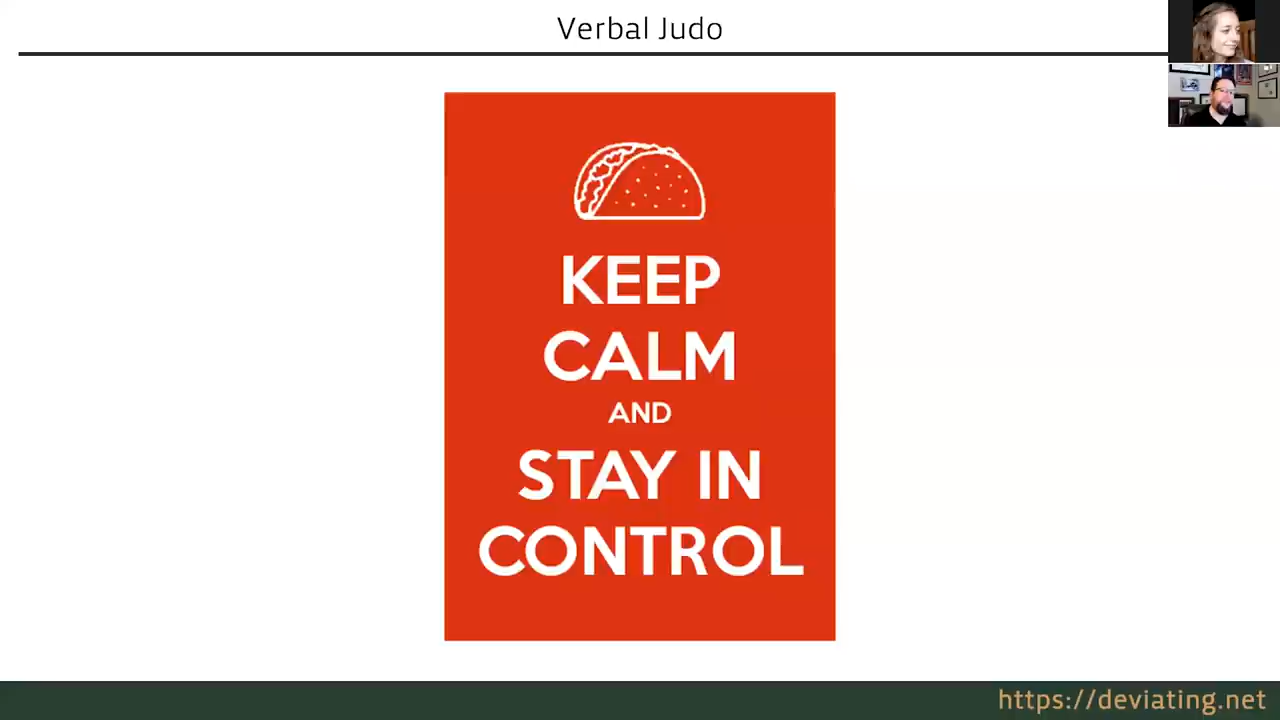 Verbal Judo
KEEP
CALM
AND
STAY IN
CONTROL
https://deviating.net